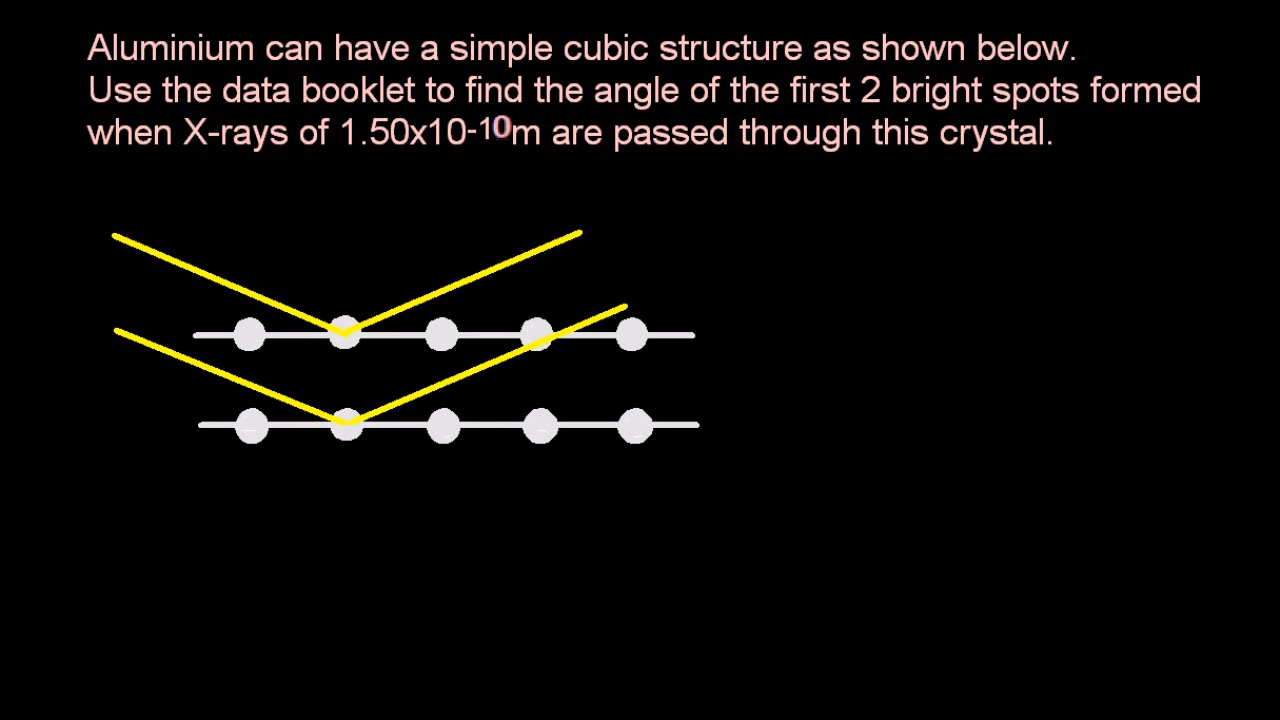 Aluminium can have a simple cubic structure as shown below.
Use the data booklet to find the angle of the first 2 bright spots formed
when X-rays of 1.50x10-10m are passed through this crystal.